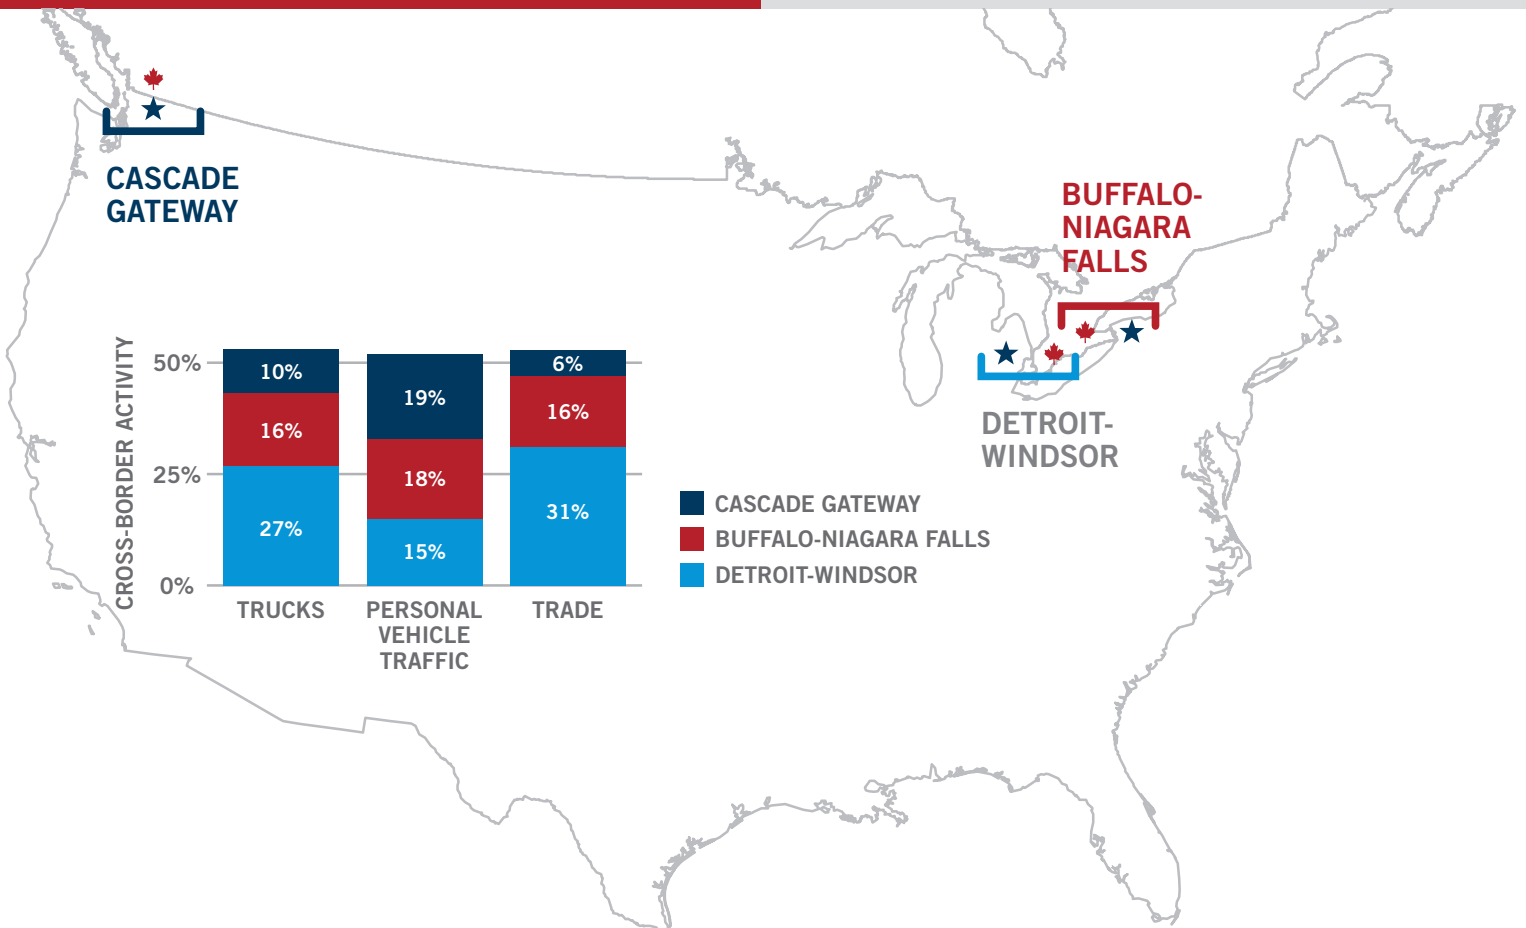 CASCADE
GATEWAY
BUFFALO-
NIAGARA
FALLS
DETROIT-
WINDSOR
CROSS-BORDER ACTIVITY
50%
25%
0%
10%
16%
27%
19%
18%
15%
6%
16%
31%
TRUCKS
PERSONAL
VEHICLE
TRAFFIC
TRADE
CASCADE GATEWAY
BUFFALO-NIAGARA FALLS
DETROIT-WINDSOR